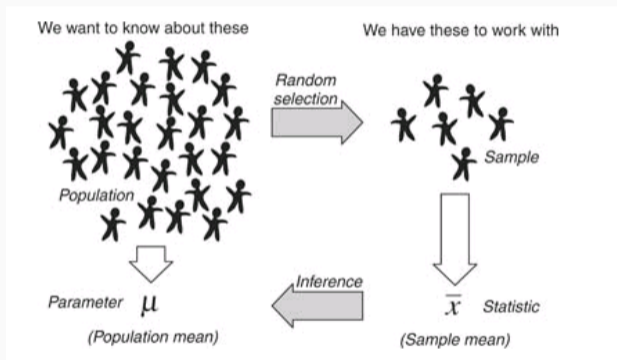 We want to know about these
We have these to work with
Random
selection
Sample
Population
Inference
Parameter μ
x̄ Statistic
(Population mean)
(Sample mean)